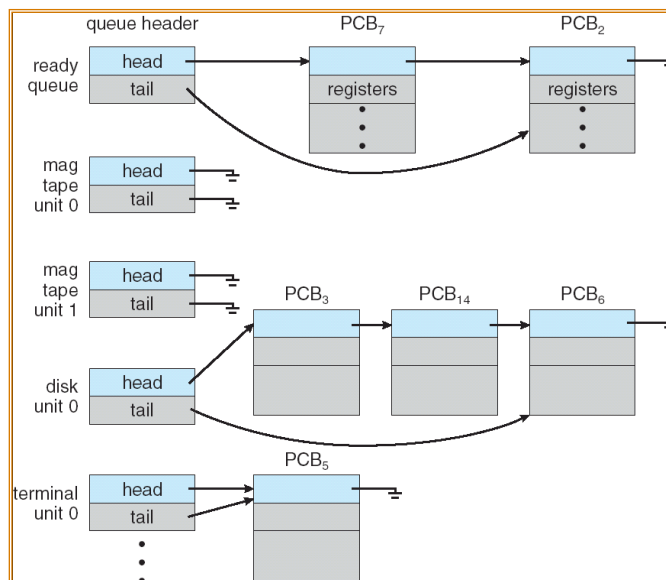 queue header
PCB₇
PCB₂
ready
queue
head
tail
registers
registers
mag
tape
unit 0
head
tail
mag
tape
unit 1
head
tail
PCB₃
PCB₁₄
PCB₆
disk
unit 0
head
tail
PCB₅
terminal
unit 0
head
tail